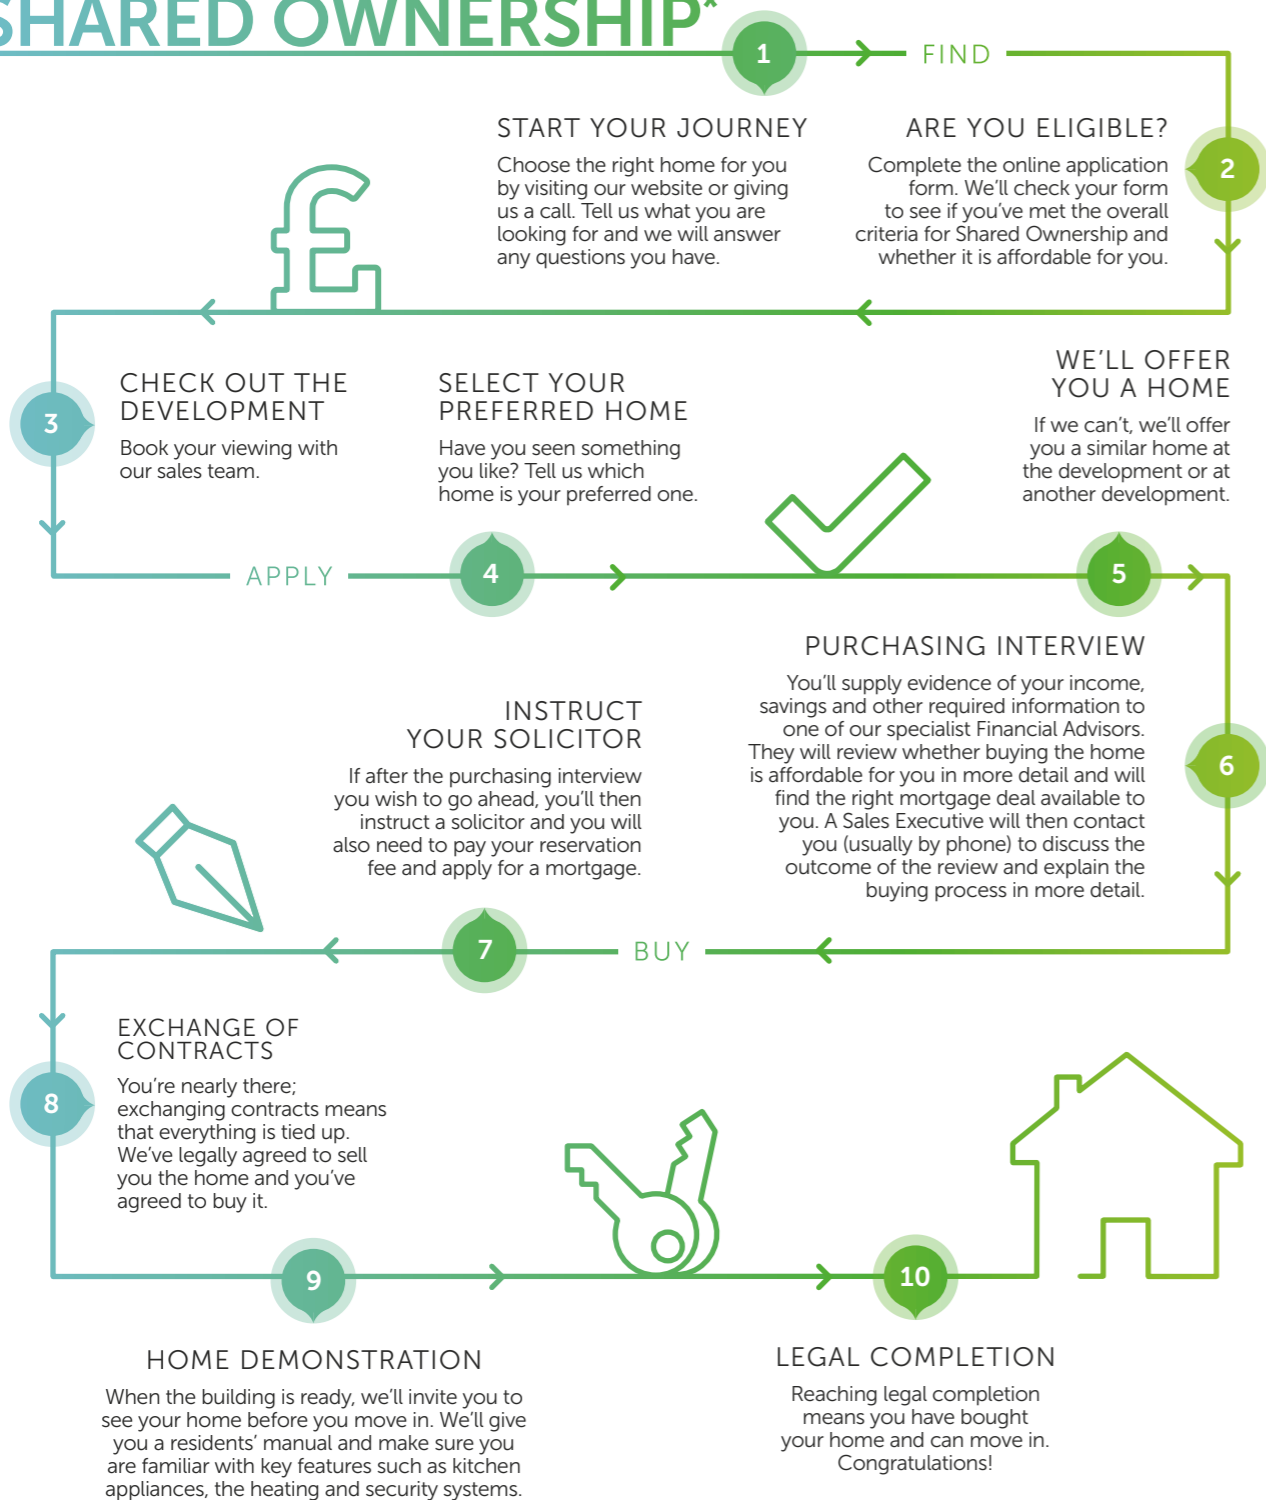 SHARED OWNERSHIP*
1
FIND
START YOUR JOURNEY
Choose the right home for you
by visiting our website or giving
us a call. Tell us what you are
looking for and we will answer
any questions you have.
ARE YOU ELIGIBLE?
Complete the online application
form. We'll check your form
to see if you've met the overall
criteria for Shared Ownership and
whether it is affordable for you.
2
3
CHECK OUT THE
DEVELOPMENT
Book your viewing with
our sales team.
SELECT YOUR
PREFERRED HOME
Have you seen something
you like? Tell us which
home is your preferred one.
WE'LL OFFER
YOU A HOME
If we can't, we'll offer
you a similar home at
the development or at
another development.
APPLY
4
5
PURCHASING INTERVIEW
You'll supply evidence of your income,
savings and other required information to
one of our specialist Financial Advisors.
They will review whether buying the home
is affordable for you in more detail and will
find the right mortgage deal available to
you. A Sales Executive will then contact
you (usually by phone) to discuss the
outcome of the review and explain the
buying process in more detail.
6
INSTRUCT
YOUR SOLICITOR
If after the purchasing interview
you wish to go ahead, you'll then
instruct a solicitor and you will
also need to pay your reservation
fee and apply for a mortgage.
7
BUY
8
EXCHANGE OF
CONTRACTS
You're nearly there;
exchanging contracts means
that everything is tied up.
We've legally agreed to sell
you the home and you've
agreed to buy it.
9
10
HOME DEMONSTRATION
When the building is ready, we'll invite you to
see your home before you move in. We'll give
you a residents' manual and make sure you
are familiar with key features such as kitchen
appliances, the heating and security systems.
LEGAL COMPLETION
Reaching legal completion
means you have bought
your home and can move in.
Congratulations!